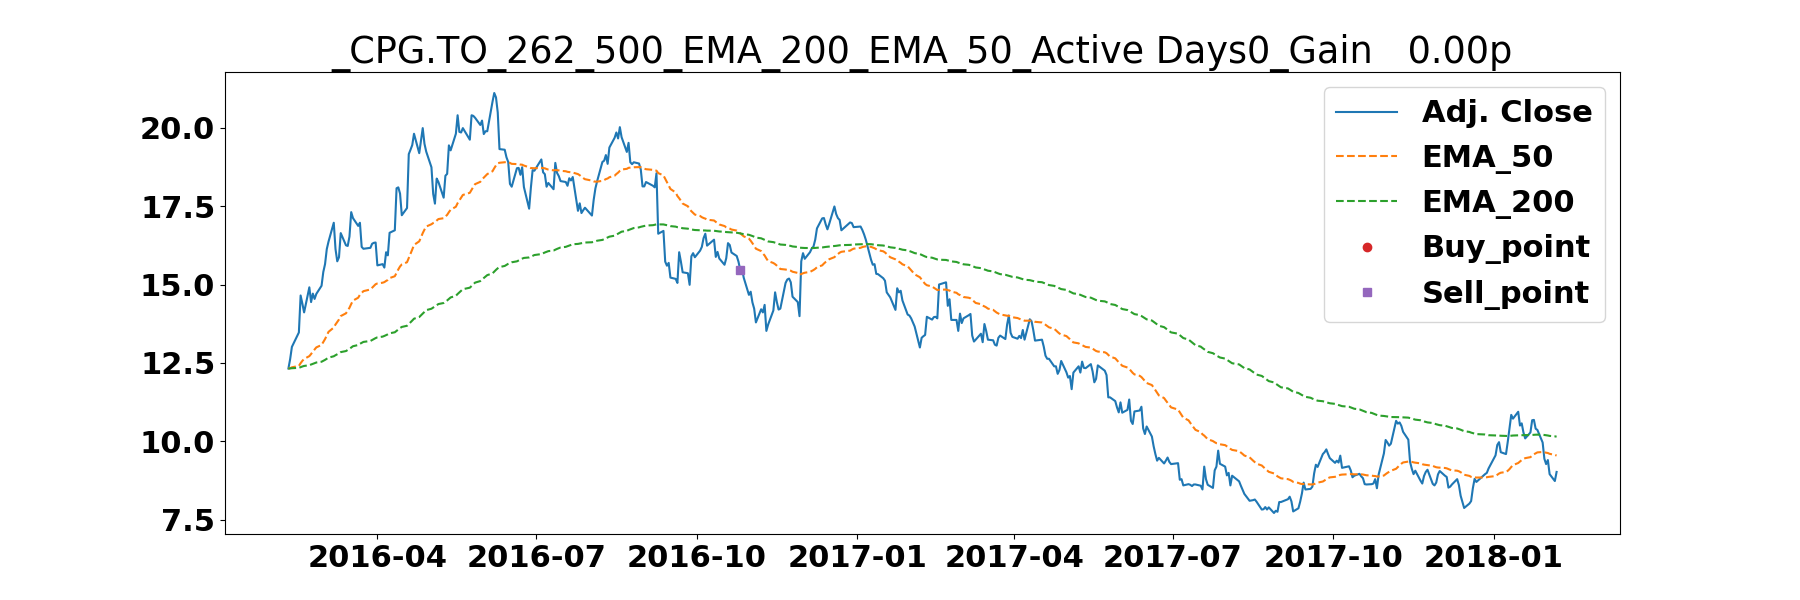 _CPG.TO_262_500_EMA_200_EMA_50_Active Days0_Gain   0.00p
20.0
17.5
15.0
12.5
10.0
7.5
Adj. Close
EMA_50
EMA_200
Buy_point
Sell_point
2016-04 2016-07 2016-10 2017-01 2017-04 2017-07 2017-10 2018-01